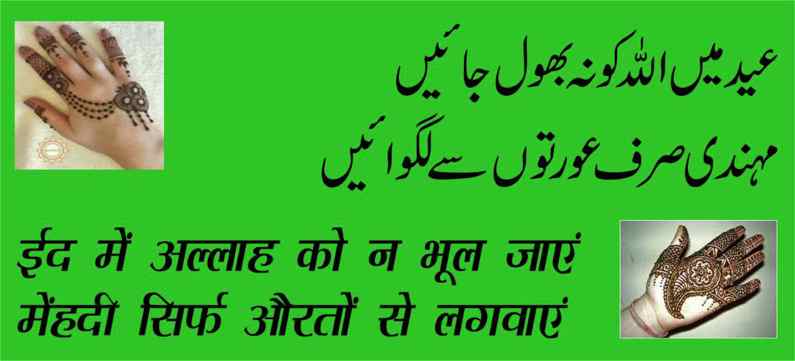 عید میں اللہ کو نہ بھول جائیں
مہندی صرف عورتوں سے لگوائیں
ईद में अल्लाह को न भूल जाएं
मेंहदी सिर्फ औरतों से लगवाएं